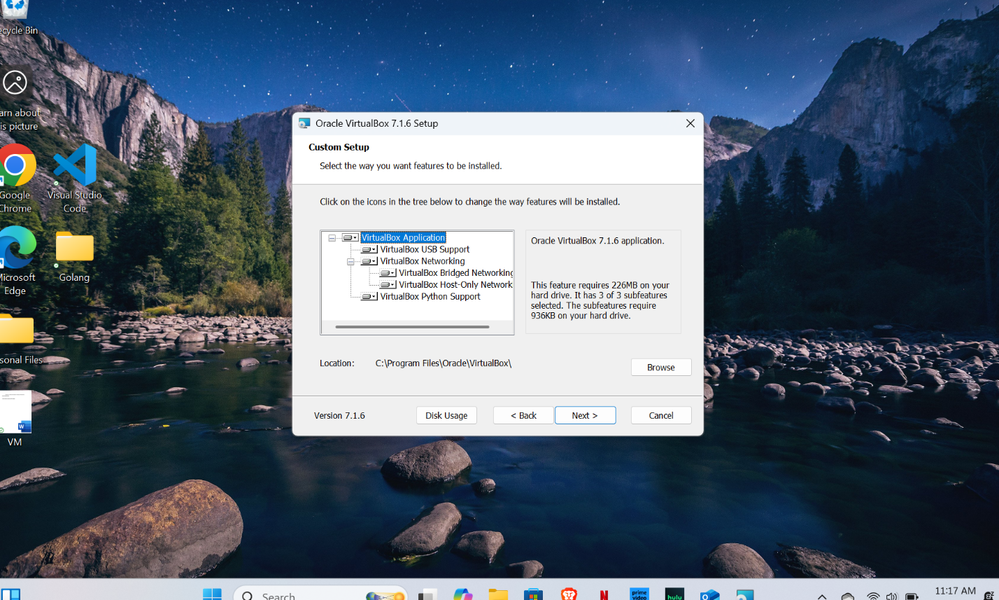 ecycle Bin
arn about
is picture
Google
Chrome
Visual Studio
Code
Microsoft
Edge
Golang
sonal Files
VM
Oracle VirtualBox 7.1.6 Setup
Custom Setup
Select the way you want features to be installed.
Click on the icons in the tree below to change the way features will be installed.
VirtualBox Application
VirtualBox USB Support
VirtualBox Networking
VirtualBox Bridged Networking
VirtualBox Host-Only Network
VirtualBox Python Support
Oracle VirtualBox 7.1.6 application.
This feature requires 226MB on your
hard drive. It has 3 of 3 subfeatures
selected. The subfeatures require
936KB on your hard drive.
Location: C:\Program Files\Oracle\VirtualBox\
Browse
Version 7.1.6 Disk Usage < Back Next > Cancel
Search
prime
video
hulu
11:17 AM